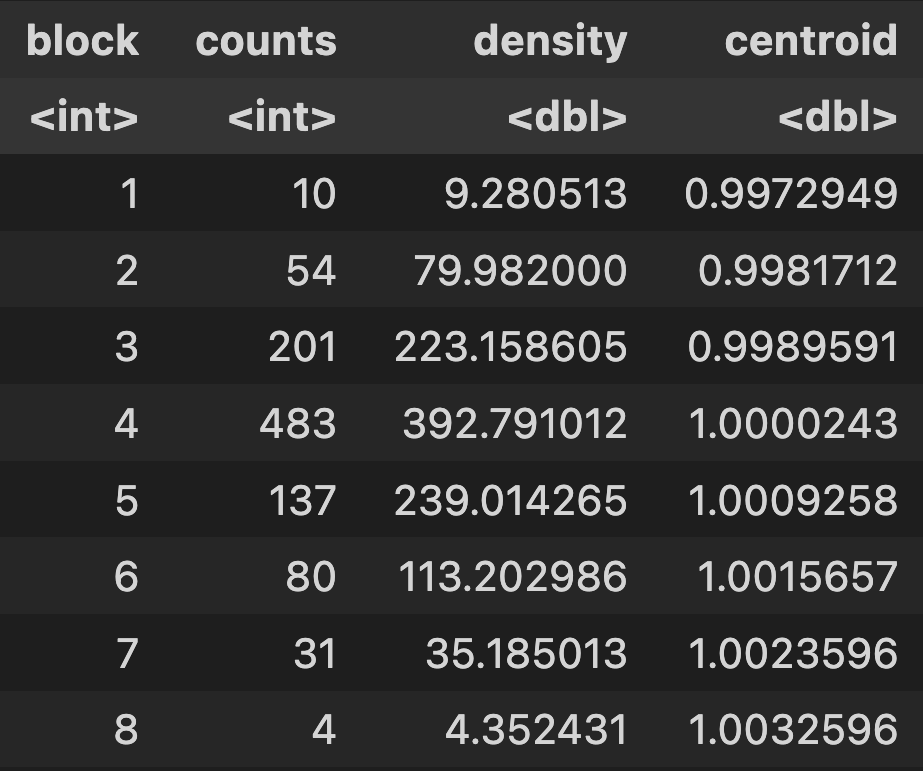 block counts density centroid
<int> <int> <dbl> <dbl>
1 10 9.280513 0.9972949
2 54 79.982000 0.9981712
3 201 223.158605 0.9989591
4 483 392.791012 1.0000243
5 137 239.014265 1.0009258
6 80 113.202986 1.0015657
7 31 35.185013 1.0023596
8 4 4.352431 1.0032596